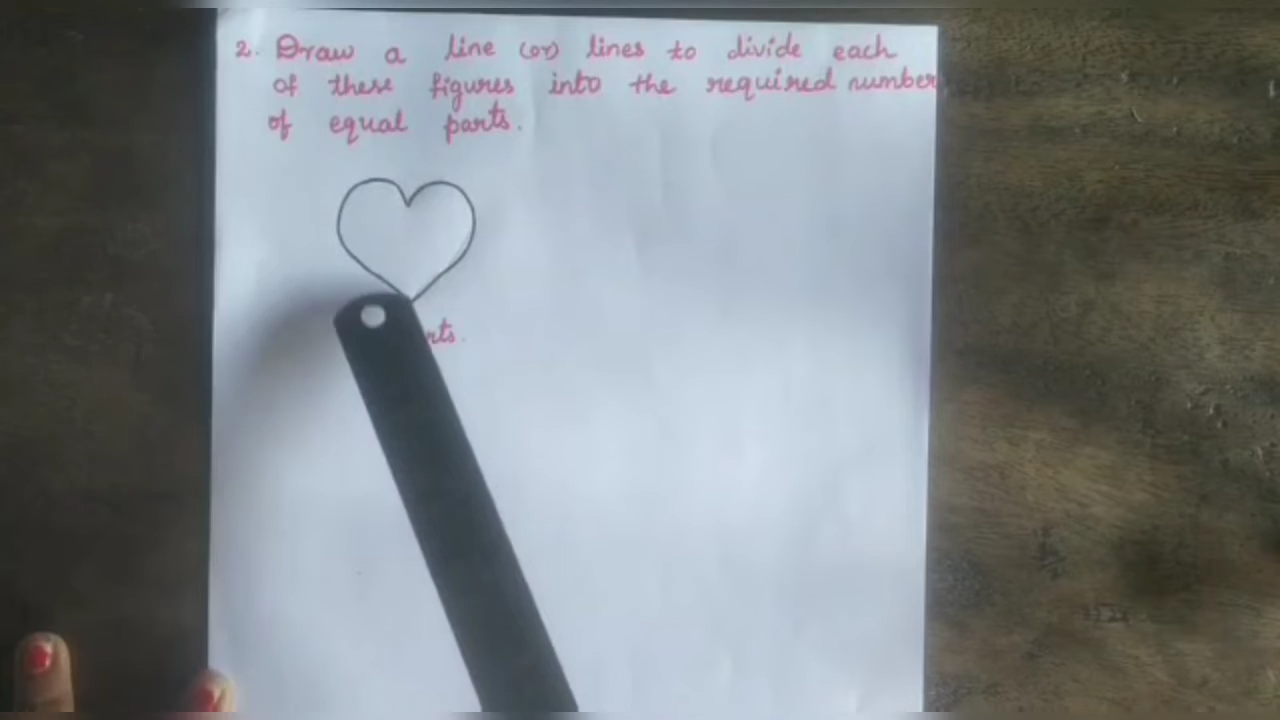 2. Draw a line (or) lines to divide each
of these figures into the required number
of equal parts.